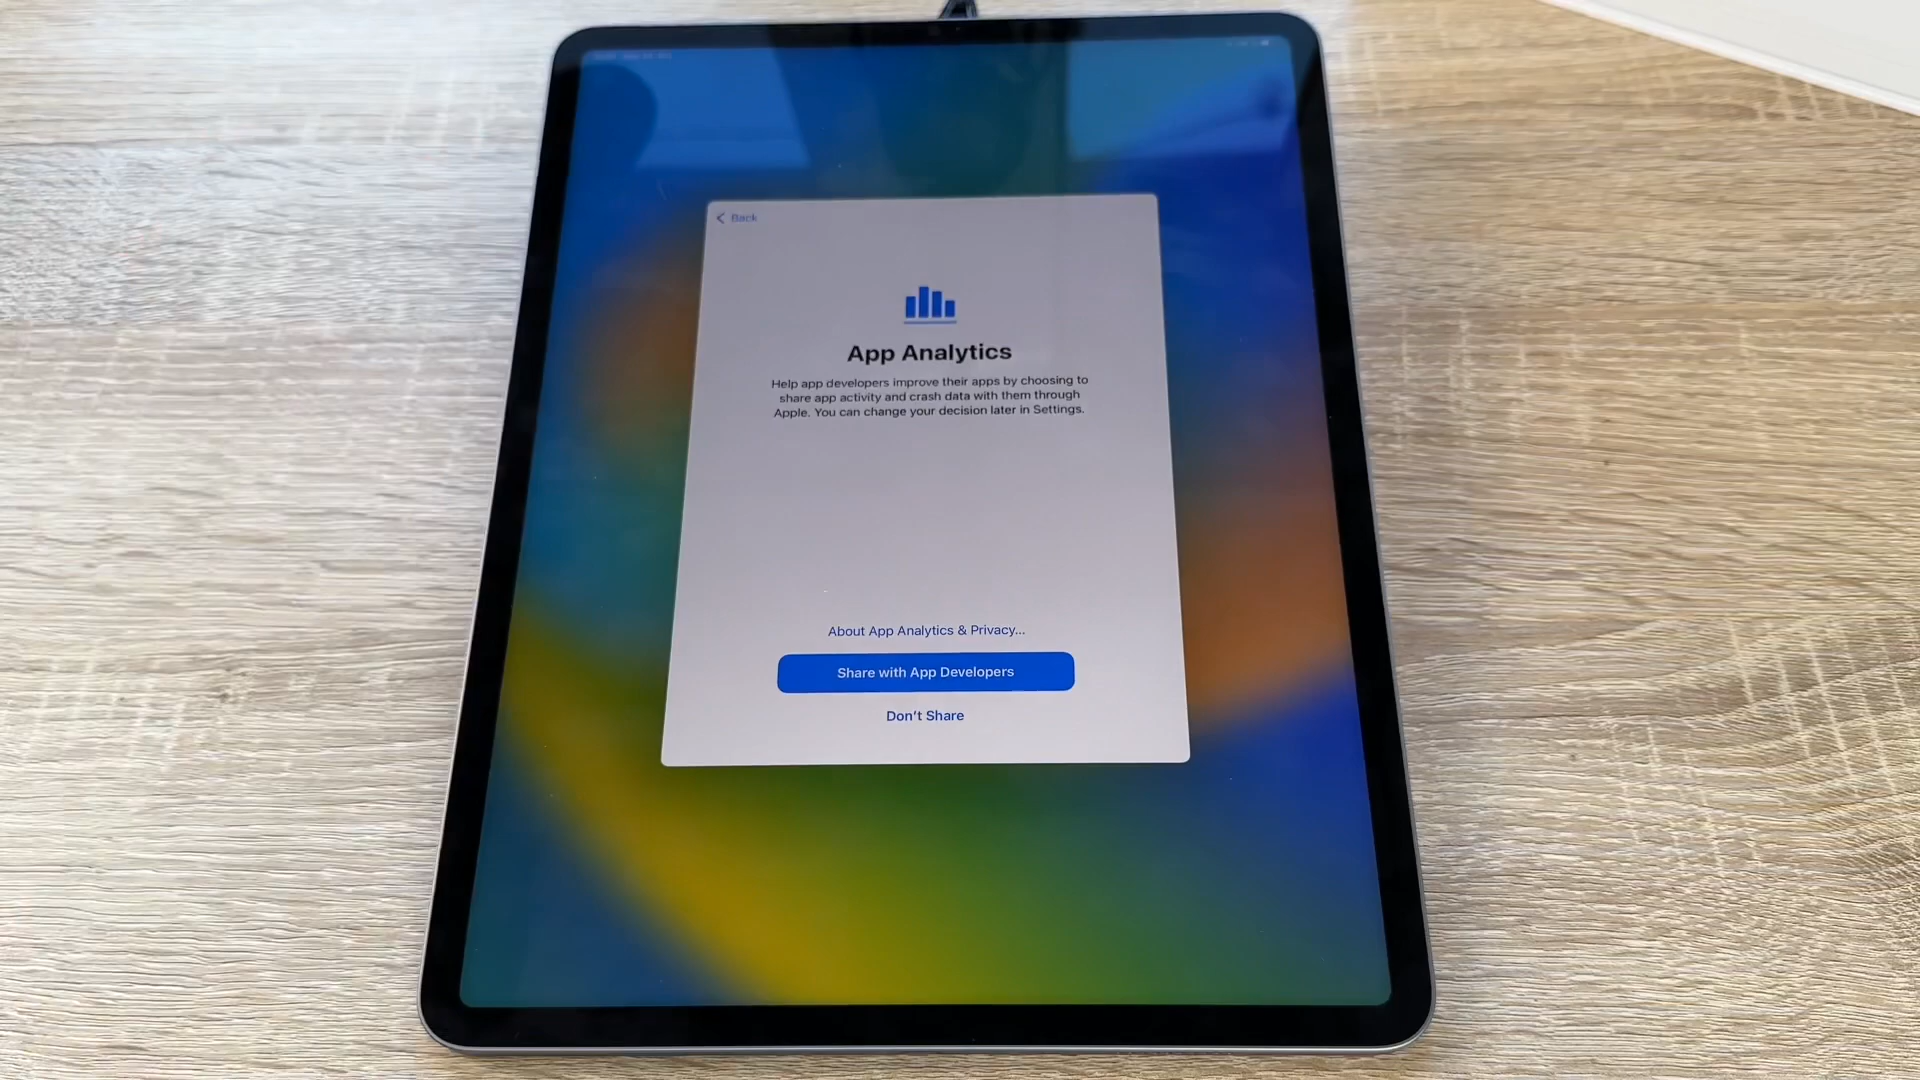 Back
App Analytics
Help app developers improve their apps by choosing to
share app activity and crash data with them through
Apple. You can change your decision later in Settings.
About App Analytics & Privacy...
Share with App Developers
Don't Share